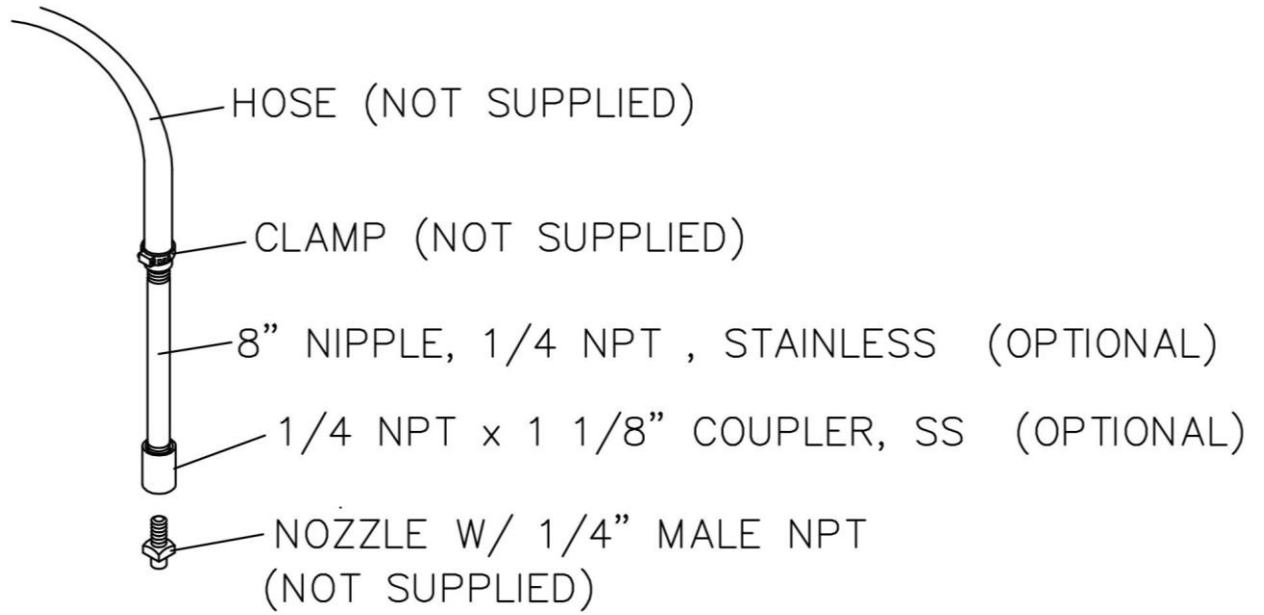 HOSE (NOT SUPPLIED)
CLAMP (NOT SUPPLIED)
8” NIPPLE, 1/4 NPT , STAINLESS (OPTIONAL)
1/4 NPT x 1 1/8” COUPLER, SS (OPTIONAL)
NOZZLE W/ 1/4” MALE NPT
(NOT SUPPLIED)